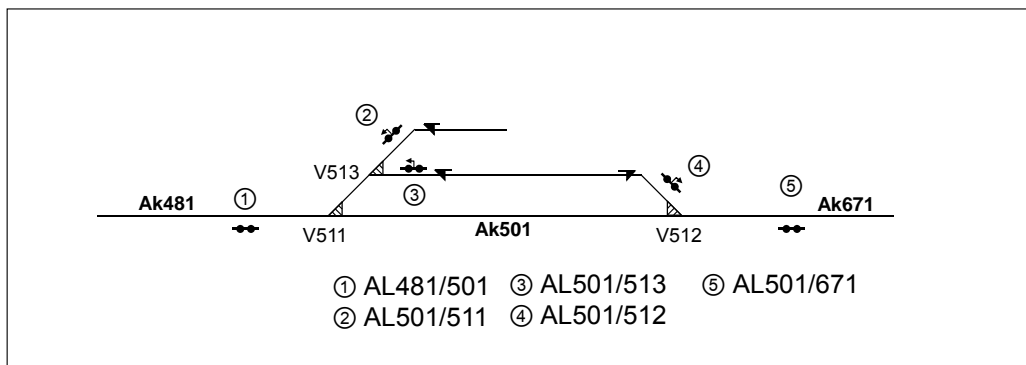 ②
④
V513
①
③
⑤
Ak481
Ak671
V511
Ak501
V512
① AL481/501 ③ AL501/513 ⑤ AL501/671
② AL501/511 ④ AL501/512